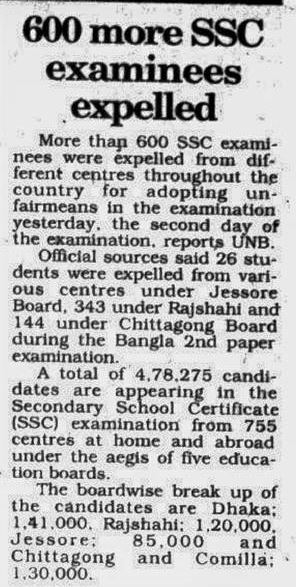 600 more SSC
examinees
expelled
More than 600 SSC exami-
nees were expelled from dif-
ferent centres throughout the
country for adopting un-
fairmeans in the examination
yesterday, the second day of
the examination, reports UNB.
Official sources said 26 stu-
dents were expelled from vari-
ous centres under Jessore
Board, 343 under Rajshahi and
144 under Chittagong Board
during the Bangla 2nd paper
examination.
A total of 4,78,275 candi-
dates are appearing in the
Secondary School Certificate
(SSC) examination from 755
centres at home and abroad
under the aegis of five educa-
tion boards.
The boardwise break up of
the candidates are Dhaka;
1,41,000, Rajshahi; 1,20,000,
Jessore; 85,000 and
Chittagong and Comilla;
1,30,000.